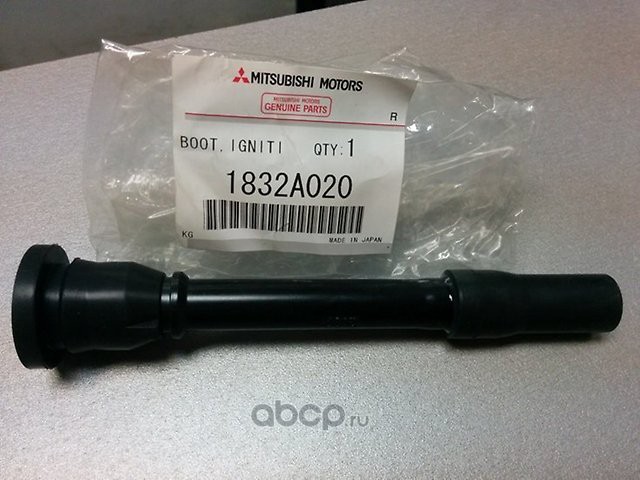 MITSUBISHI MOTORS
MITSUBISHI MOTORS
GENUINE PARTS
R
BOOT,IGNITI QTY:1
1832A020
KG MADE IN JAPAN
abcp.ru